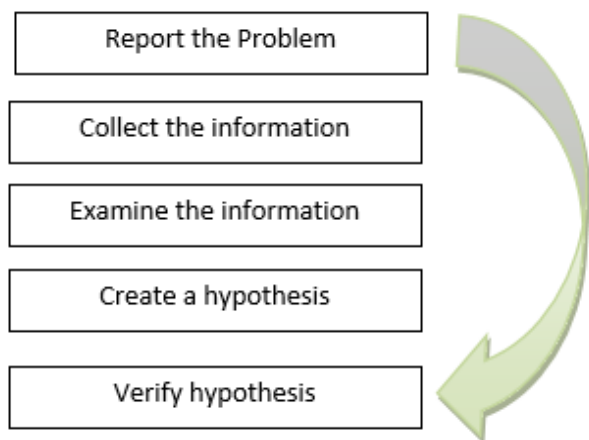 Report the Problem
Collect the information
Examine the information
Create a hypothesis
Verify hypothesis